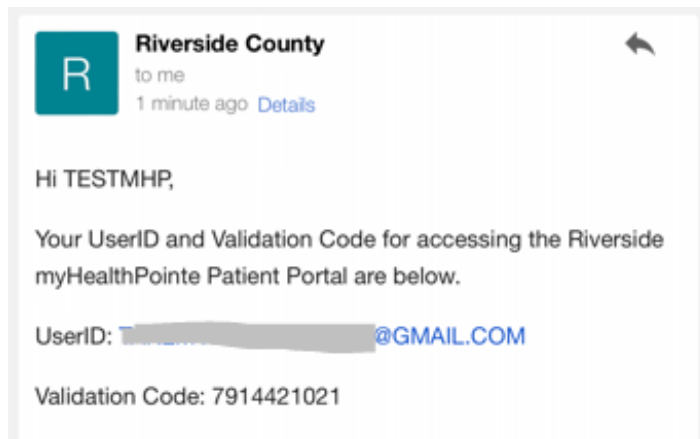 R
Riverside County
to me
1 minute ago Details
Hi TESTMHP,
Your UserID and Validation Code for accessing the Riverside
myHealthPointe Patient Portal are below.
UserID: @GMAIL.COM
Validation Code: 7914421021